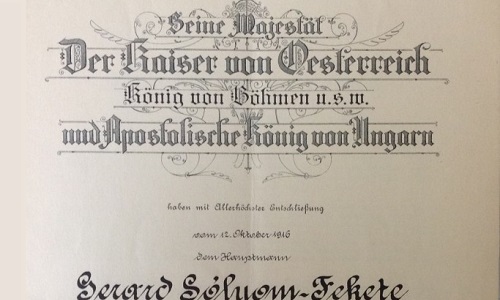 Seine Majestät
Der Kaiser von Oesterreich
König von Böhmen u.s.w.
und Apostolische König von Ungarn
haben mit Allerhöchster Entschließung
vom 12. Oktober 1916
dem Hauptmann
Gerard Sólyom-Fekete